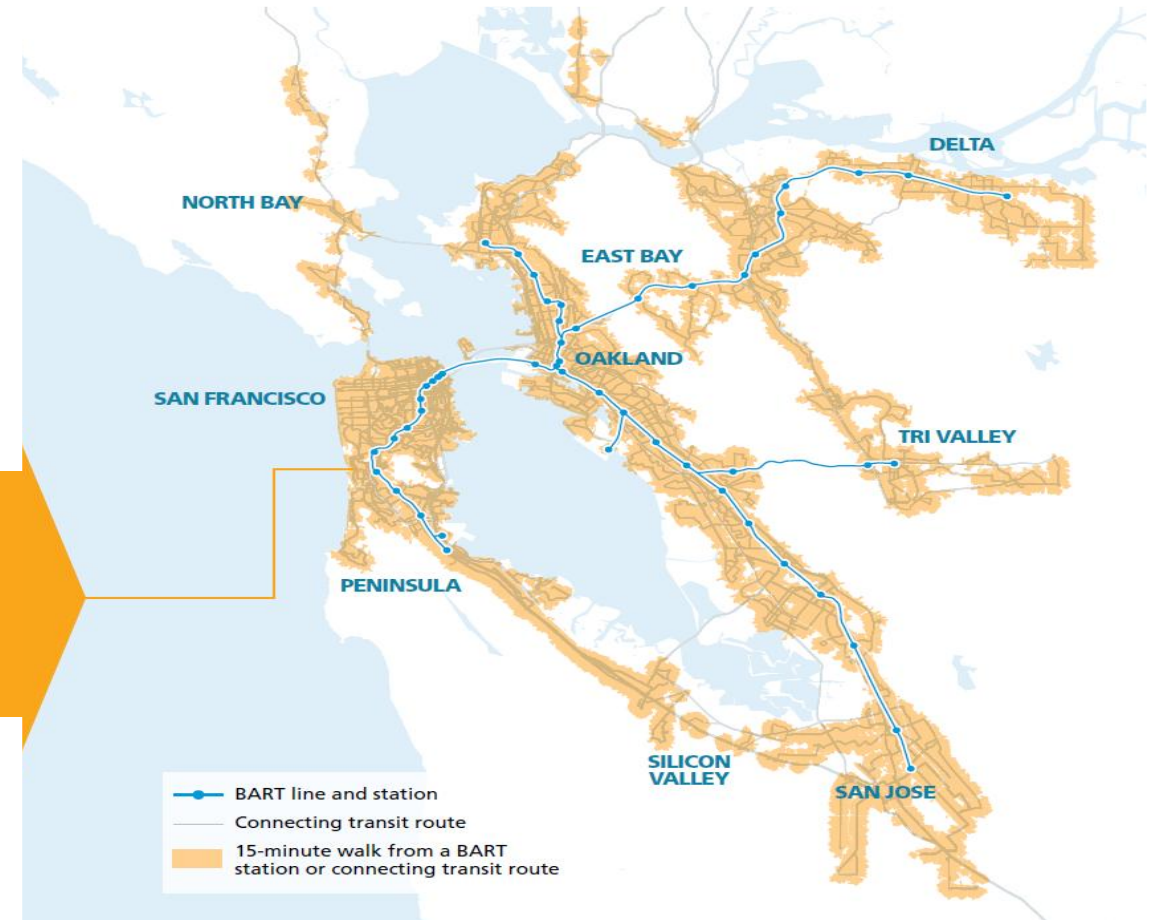 DELTA
NORTH BAY
EAST BAY
OAKLAND
SAN FRANCISCO
TRI VALLEY
PENINSULA
SILICON
VALLEY
SAN JOSE
BART line and station
Connecting transit route
15-minute walk from a BART
station or connecting transit route